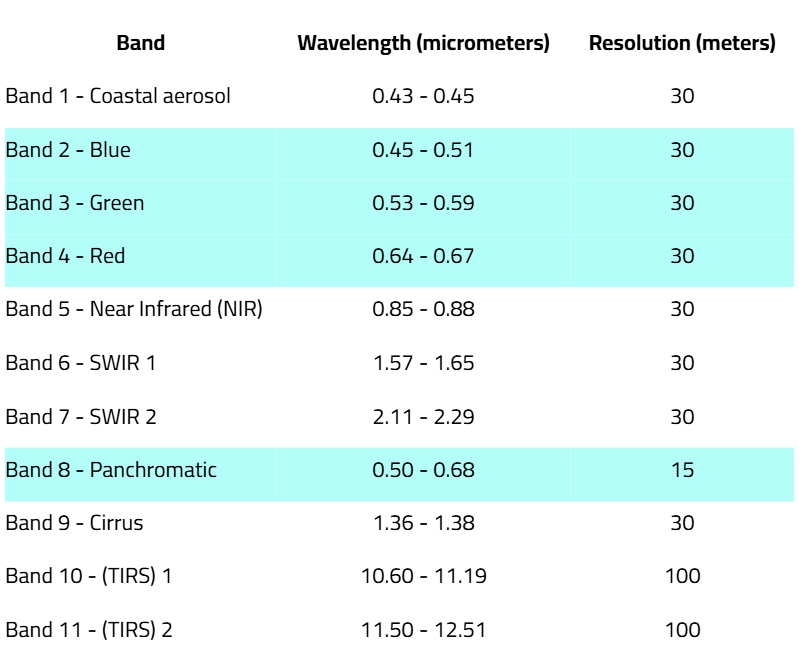 Band Wavelength (micrometers) Resolution (meters)
Band 1 - Coastal aerosol 0.43 - 0.45 30
Band 2 - Blue 0.45 - 0.51 30
Band 3 - Green 0.53 - 0.59 30
Band 4 - Red 0.64 - 0.67 30
Band 5 - Near Infrared (NIR) 0.85 - 0.88 30
Band 6 - SWIR 1 1.57 - 1.65 30
Band 7 - SWIR 2 2.11 - 2.29 30
Band 8 - Panchromatic 0.50 - 0.68 15
Band 9 - Cirrus 1.36 - 1.38 30
Band 10 - (TIRS) 1 10.60 - 11.19 100
Band 11 - (TIRS) 2 11.50 - 12.51 100